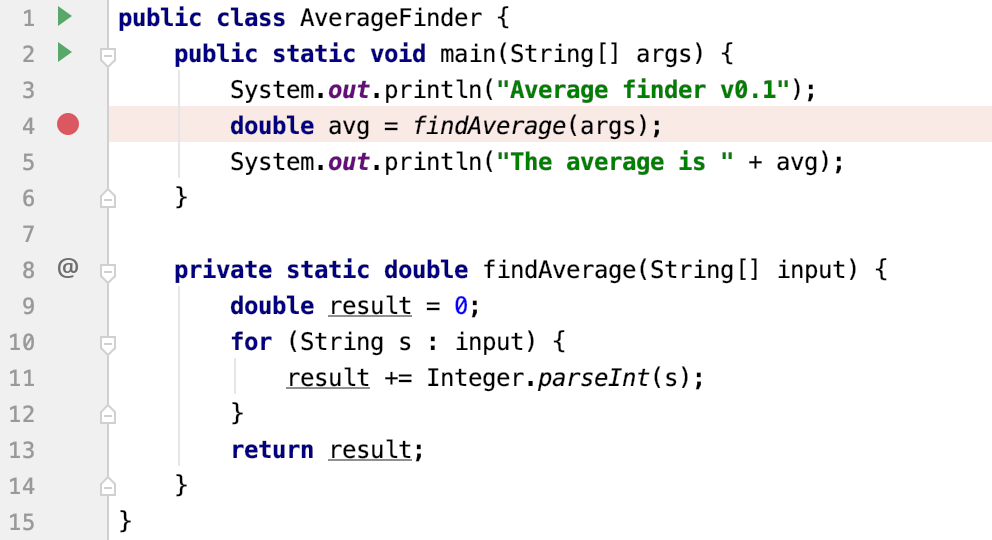 1 public class AverageFinder {
2 public static void main(String[] args) {
3 System.out.println("Average finder v0.1");
4 double avg = findAverage(args);
5 System.out.println("The average is " + avg);
6 }
7
8 @ private static double findAverage(String[] input) {
9 double result = 0;
10 for (String s : input) {
11 result += Integer.parseInt(s);
12 }
13 return result;
14 }
15 }